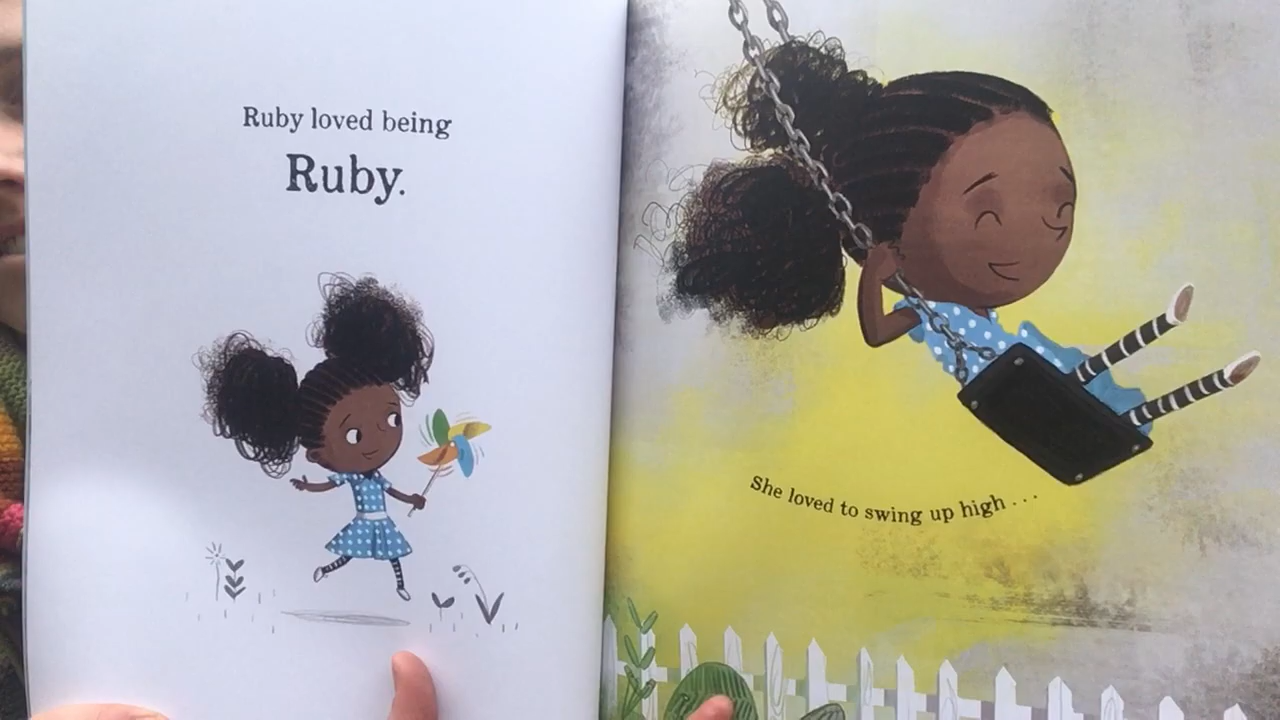 Ruby loved being
Ruby.
She loved to swing up high . . .